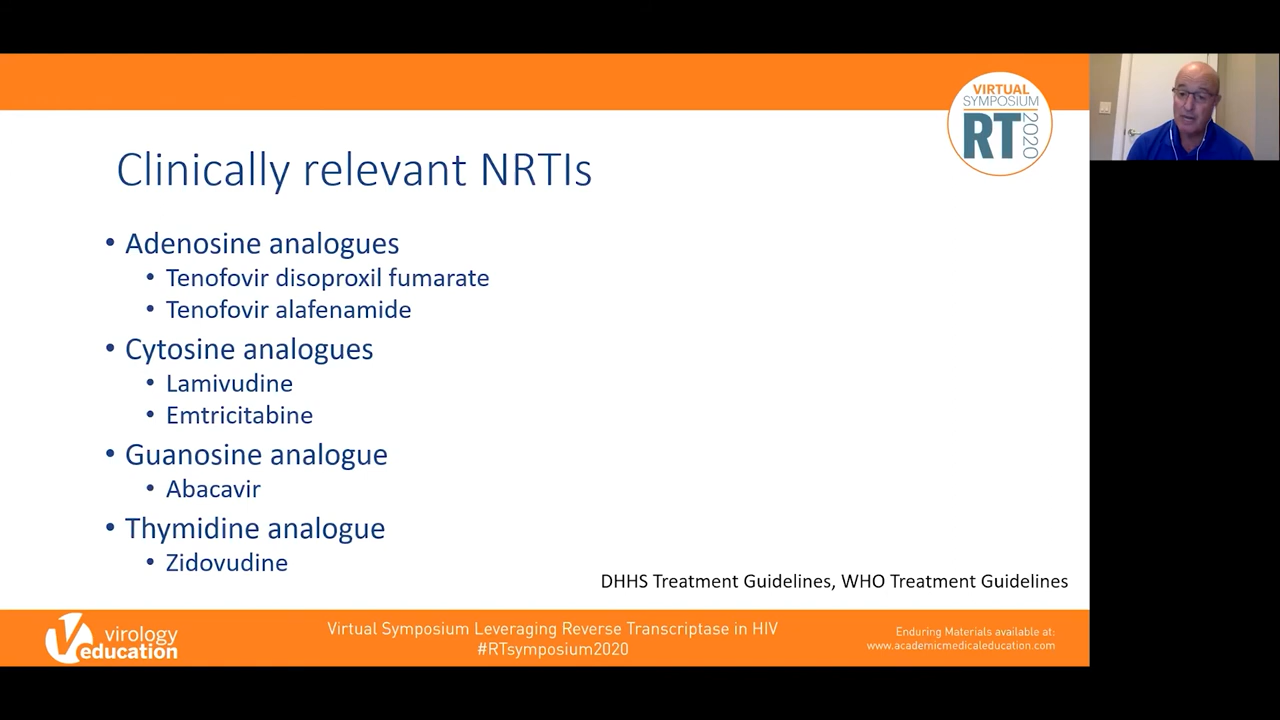 VIRTUAL
SYMPOSIUM
RT 2020
Clinically relevant NRTIs
• Adenosine analogues
• Tenofovir disoproxil fumarate
• Tenofovir alafenamide
• Cytosine analogues
• Lamivudine
• Emtricitabine
• Guanosine analogue
• Abacavir
• Thymidine analogue
• Zidovudine
DHHS Treatment Guidelines, WHO Treatment Guidelines
virology
education
Virtual Symposium Leveraging Reverse Transcriptase in HIV
#RTsymposium2020
Enduring Materials available at:
www.academicmedicaleducation.com